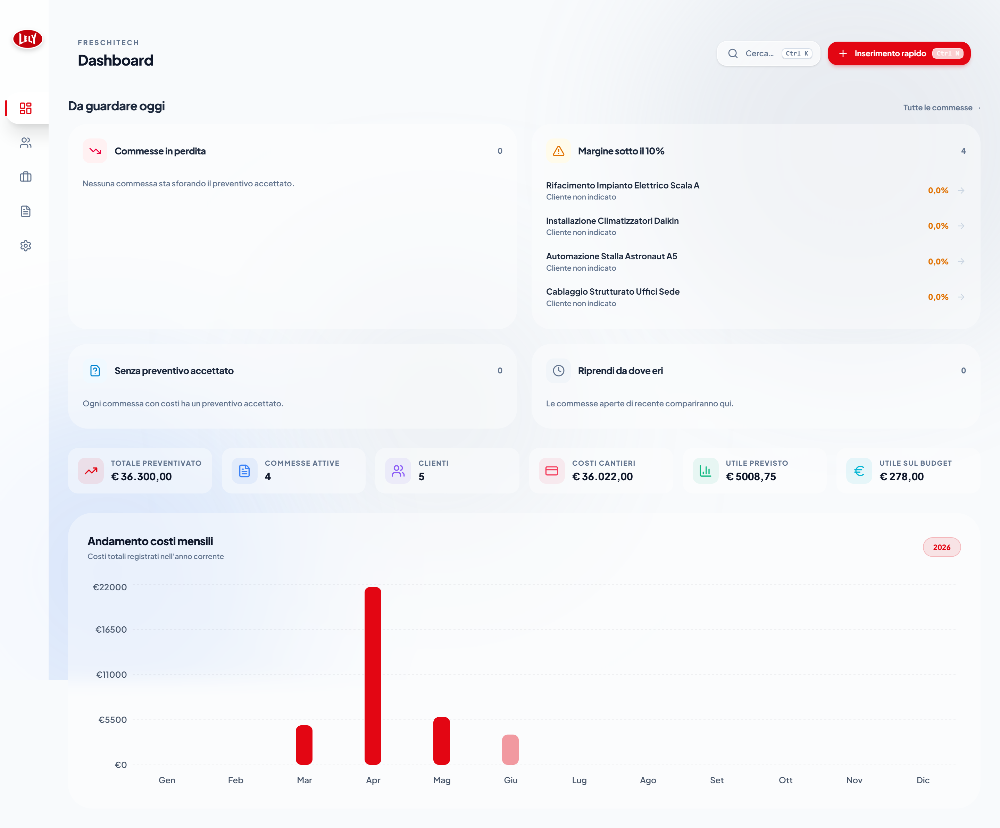 LELY
FRESCHITECH
Dashboard
Cerca...
Ctrl K
Inserimento rapido
Ctrl N
Da guardare oggi
Tutte le commesse →
Commesse in perdita
0
Nessuna commessa sta sforando il preventivo accettato.
Margine sotto il 10%
4
Rifacimento Impianto Elettrico Scala A
Cliente non indicato
0,0%
Installazione Climatizzatori Daikin
Cliente non indicato
0,0%
Automazione Stalla Astronaut A5
Cliente non indicato
0,0%
Cablaggio Strutturato Uffici Sede
Cliente non indicato
0,0%
Senza preventivo accettato
0
Ogni commessa con costi ha un preventivo accettato.
Riprendi da dove eri
0
Le commesse aperte di recente compariranno qui.
TOTALE PREVENTIVATO
€ 36.300,00
COMMESSE ATTIVE
4
CLIENTI
5
COSTI CANTIERI
€ 36.022,00
UTILE PREVISTO
€ 5008,75
UTILE SUL BUDGET
€ 278,00
Andamento costi mensili
Costi totali registrati nell'anno corrente
2026
€22000
€16500
€11000
€5500
€0
Gen Feb Mar Apr Mag Giu Lug Ago Set Ott Nov Dic